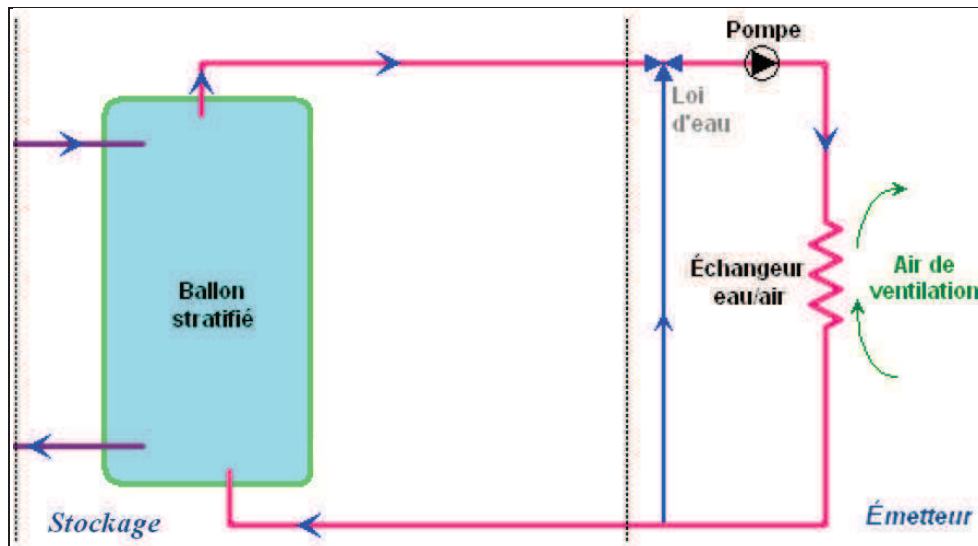 Pompe
Loi
d'eau
Ballon
stratifié
Échangeur
eau/air
Air de
ventilation
Stockage
Émetteur